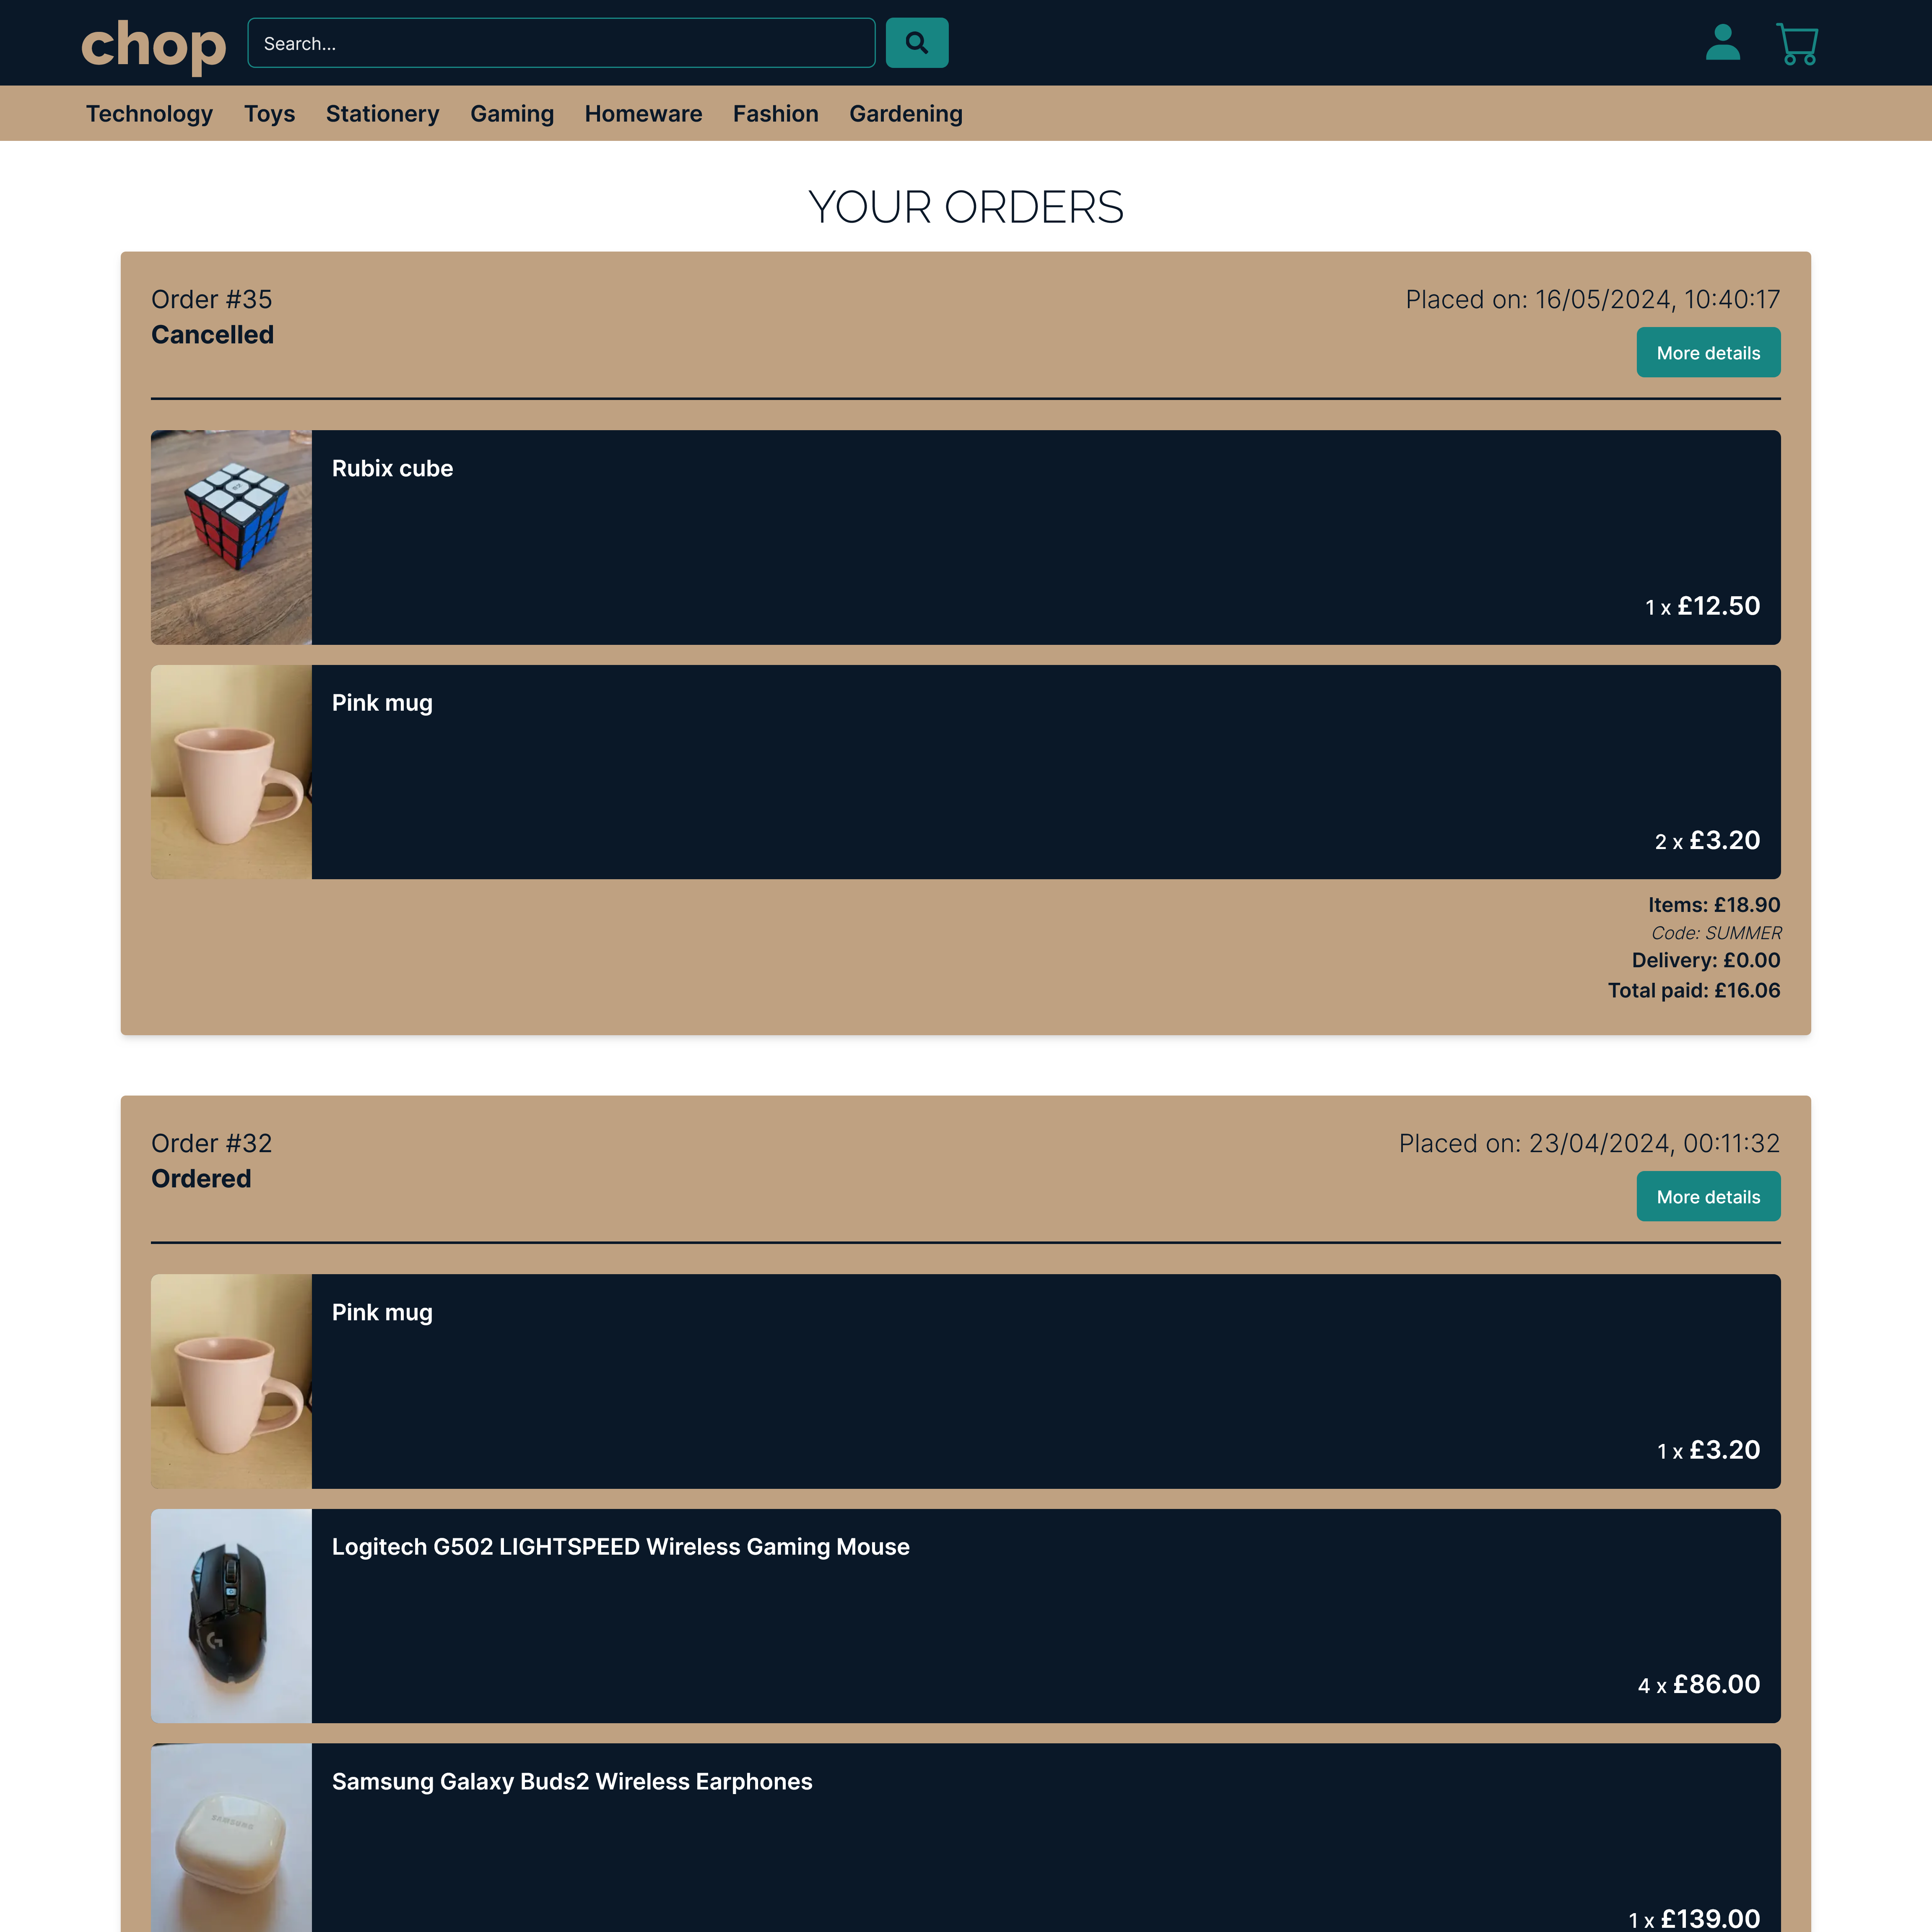 chop
Search...
Technology Toys Stationery Gaming Homeware Fashion Gardening
YOUR ORDERS
Order #35
Placed on: 16/05/2024, 10:40:17
Cancelled
More details
Rubix cube
1 x £12.50
Pink mug
2 x £3.20
Items: £18.90
Code: SUMMER
Delivery: £0.00
Total paid: £16.06
Order #32
Placed on: 23/04/2024, 00:11:32
Ordered
More details
Pink mug
1 x £3.20
Logitech G502 LIGHTSPEED Wireless Gaming Mouse
4 x £86.00
Samsung Galaxy Buds2 Wireless Earphones
SAMSUNG
1 x £139.00